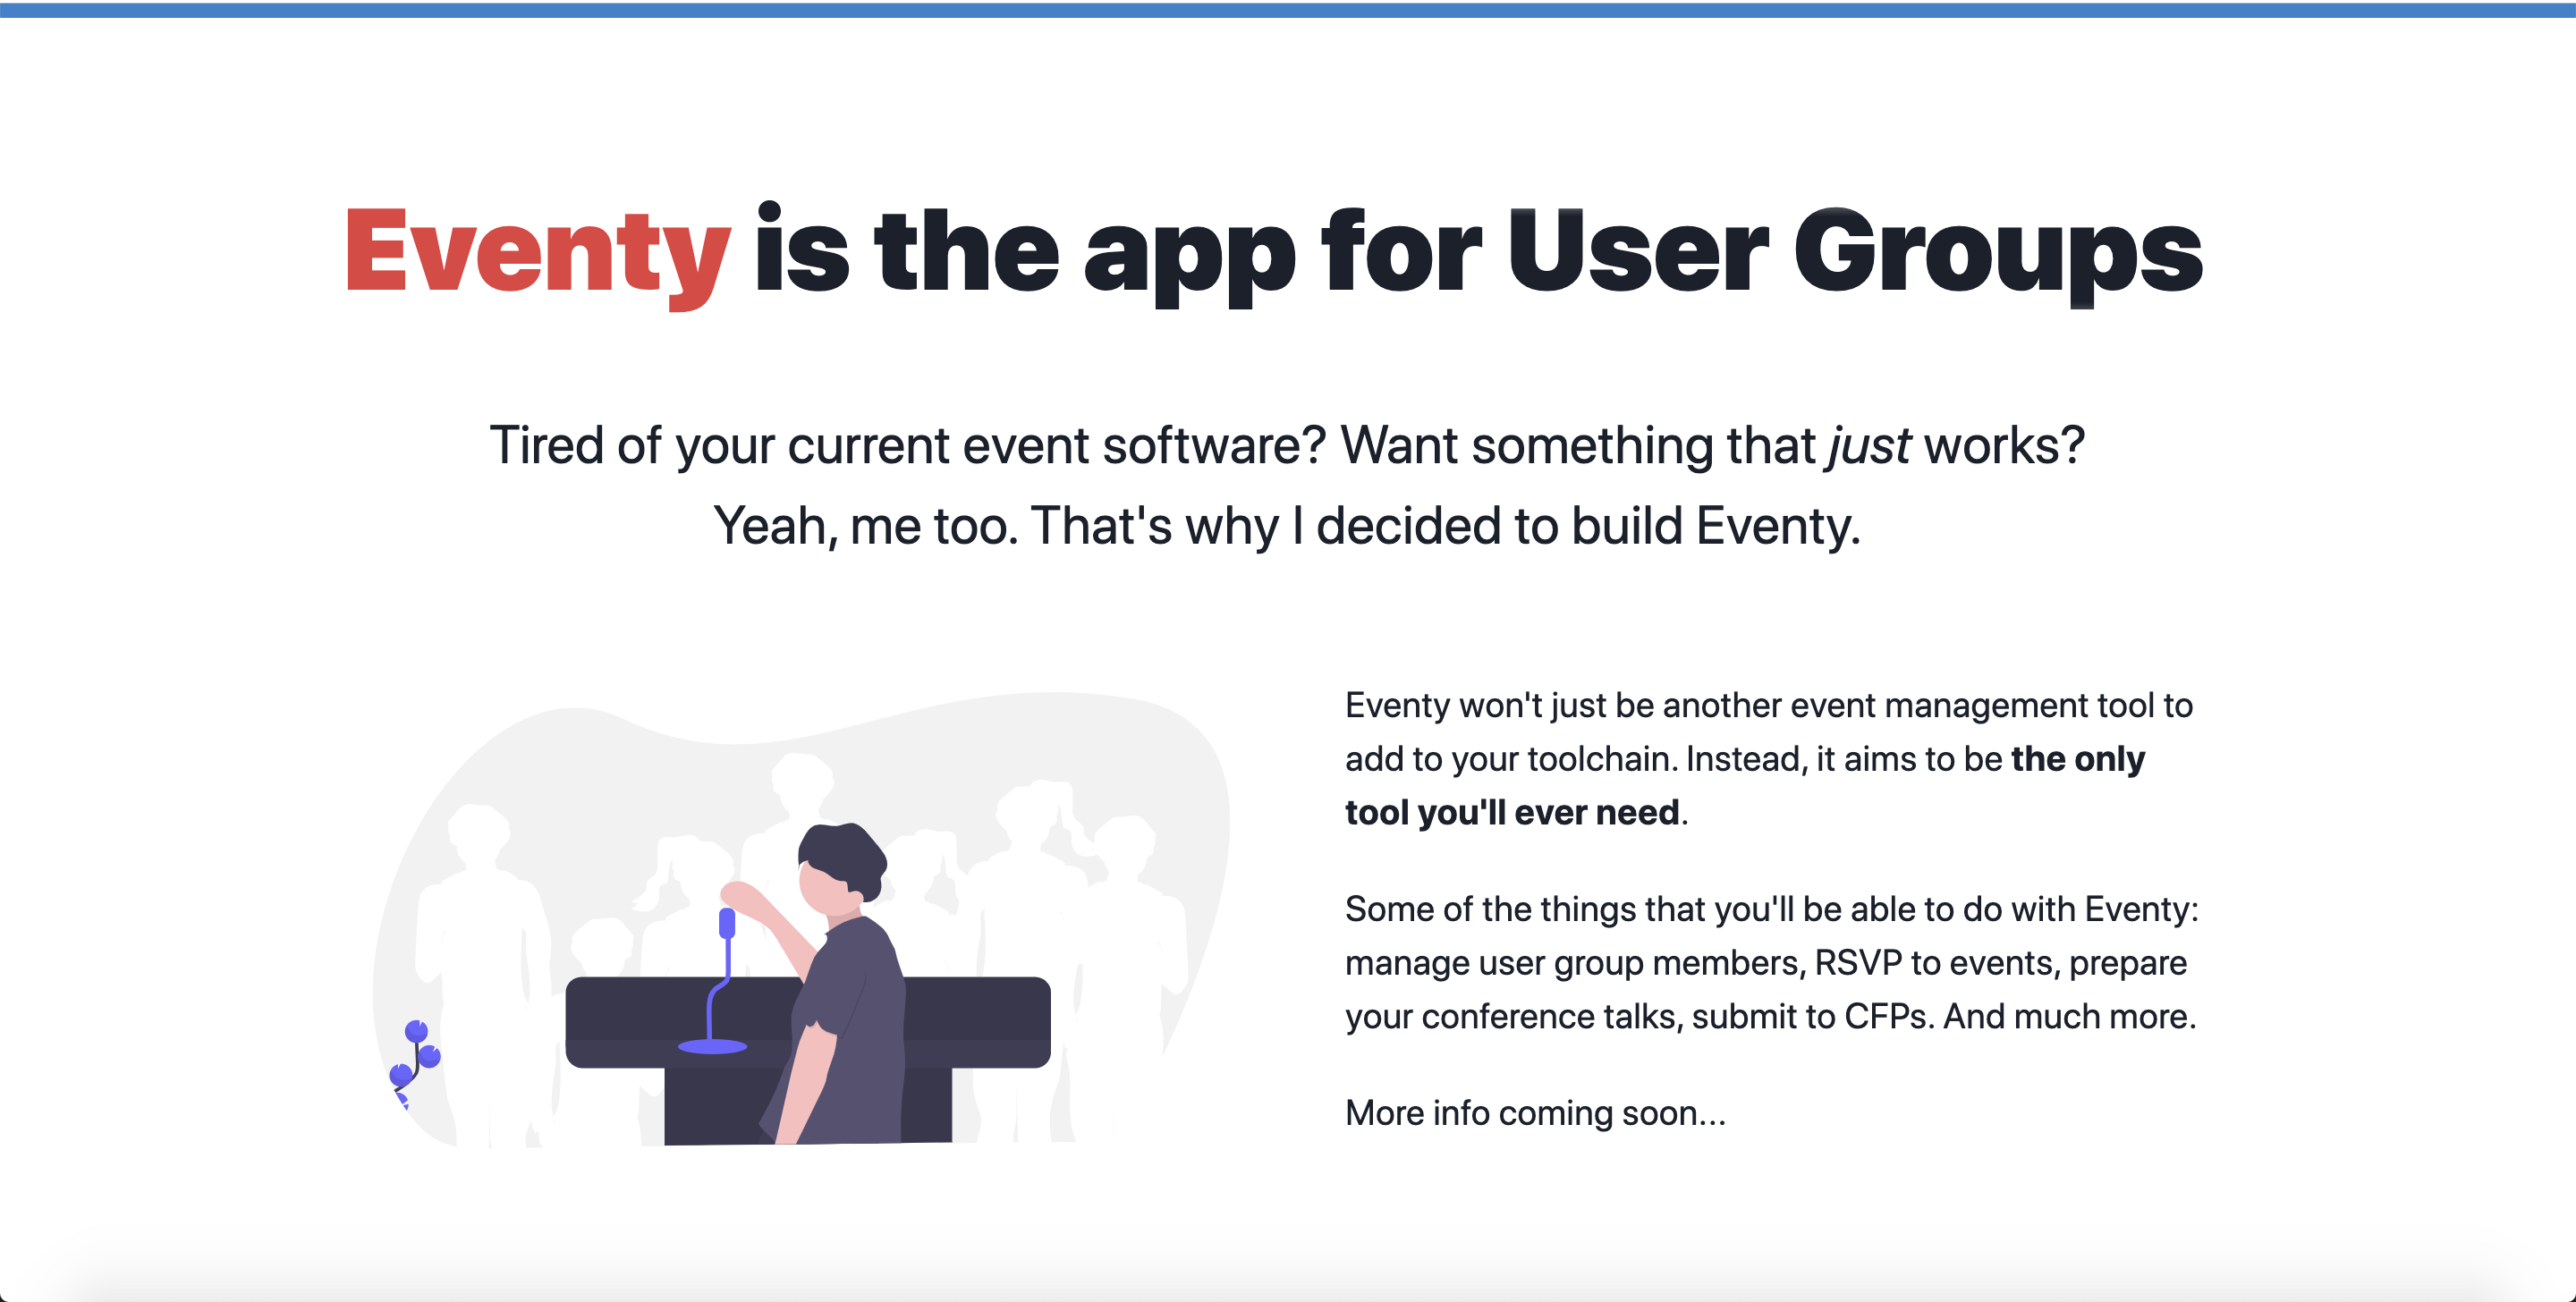 Eventy is the app for User Groups
Tired of your current event software? Want something that just works?
Yeah, me too. That's why I decided to build Eventy.
Eventy won't just be another event management tool to
add to your toolchain. Instead, it aims to be the only
tool you'll ever need.
Some of the things that you'll be able to do with Eventy:
manage user group members, RSVP to events, prepare
your conference talks, submit to CFPs. And much more.
More info coming soon...